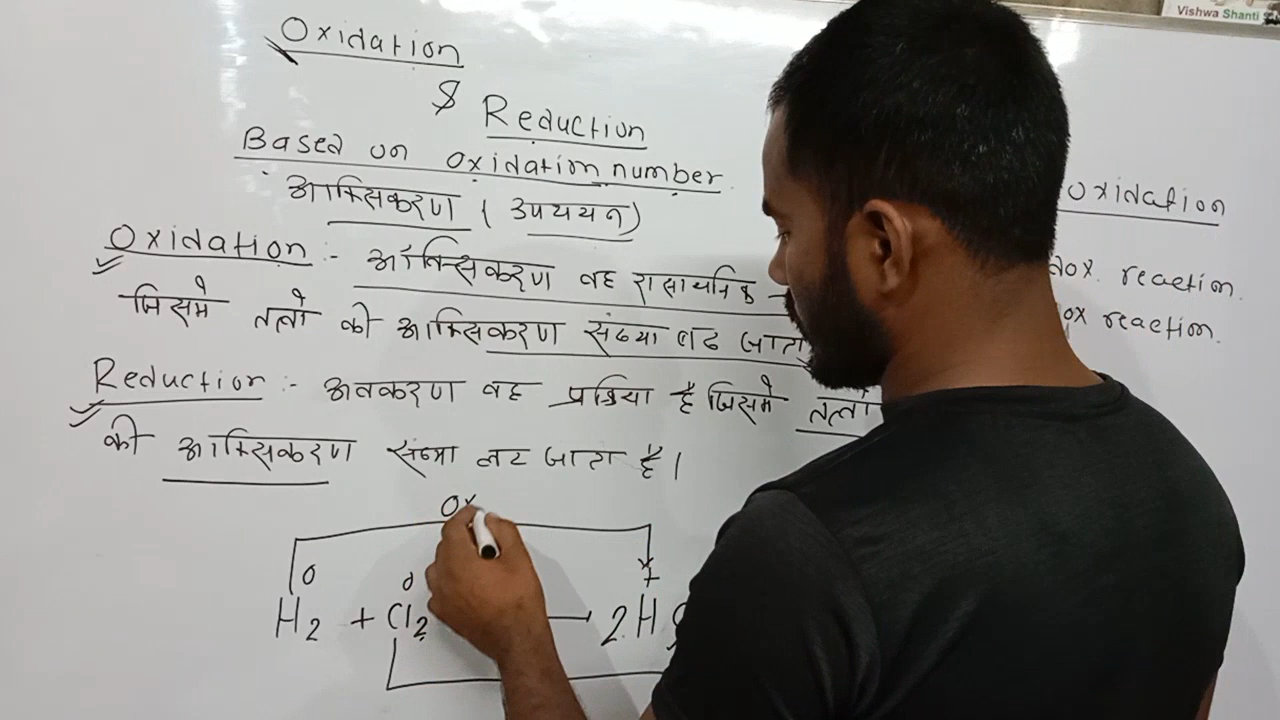 Vishwa Shanti
Oxidation
&
Reduction
Based on Oxidation number
आक्सिकरण ( उपचयन )
Oxidation :- ऑक्सिकरण वह रासायनिक
जिसमे तत्वो की आक्सिकरण संख्या बढ जाता
Reduction :- अवकरण वह प्रक्रिया है जिसमे तत्वो
की आक्सिकरण संख्या घट जाता है।
Ox
0 0 +
H2 + Cl2 → 2H
Oxidation
dox. reaction.
ox reaction.